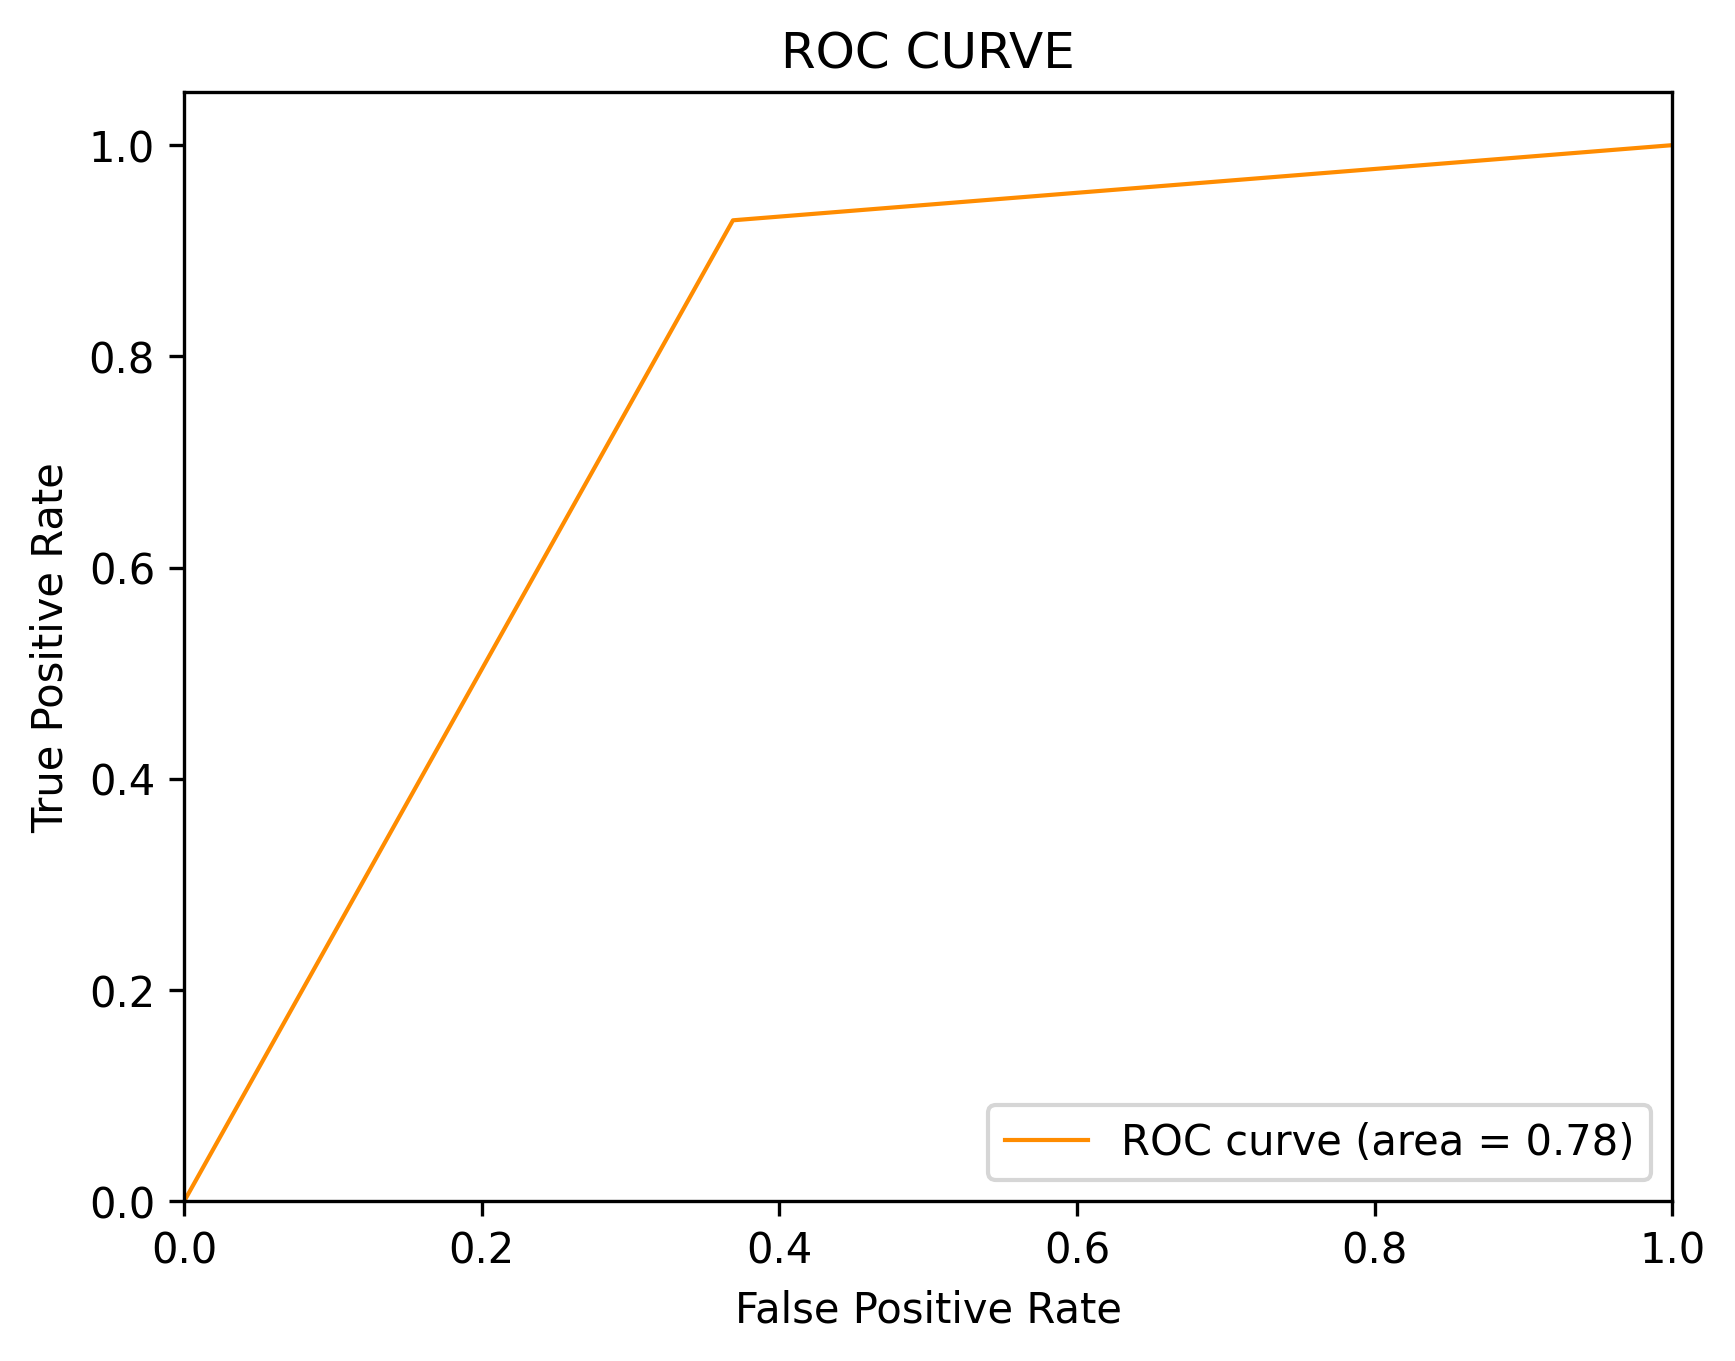 ROC CURVE
1.0
0.8
0.6
0.4
0.2
0.0
True Positive Rate
ROC curve (area = 0.78)
0.0 0.2 0.4 0.6 0.8 1.0
False Positive Rate